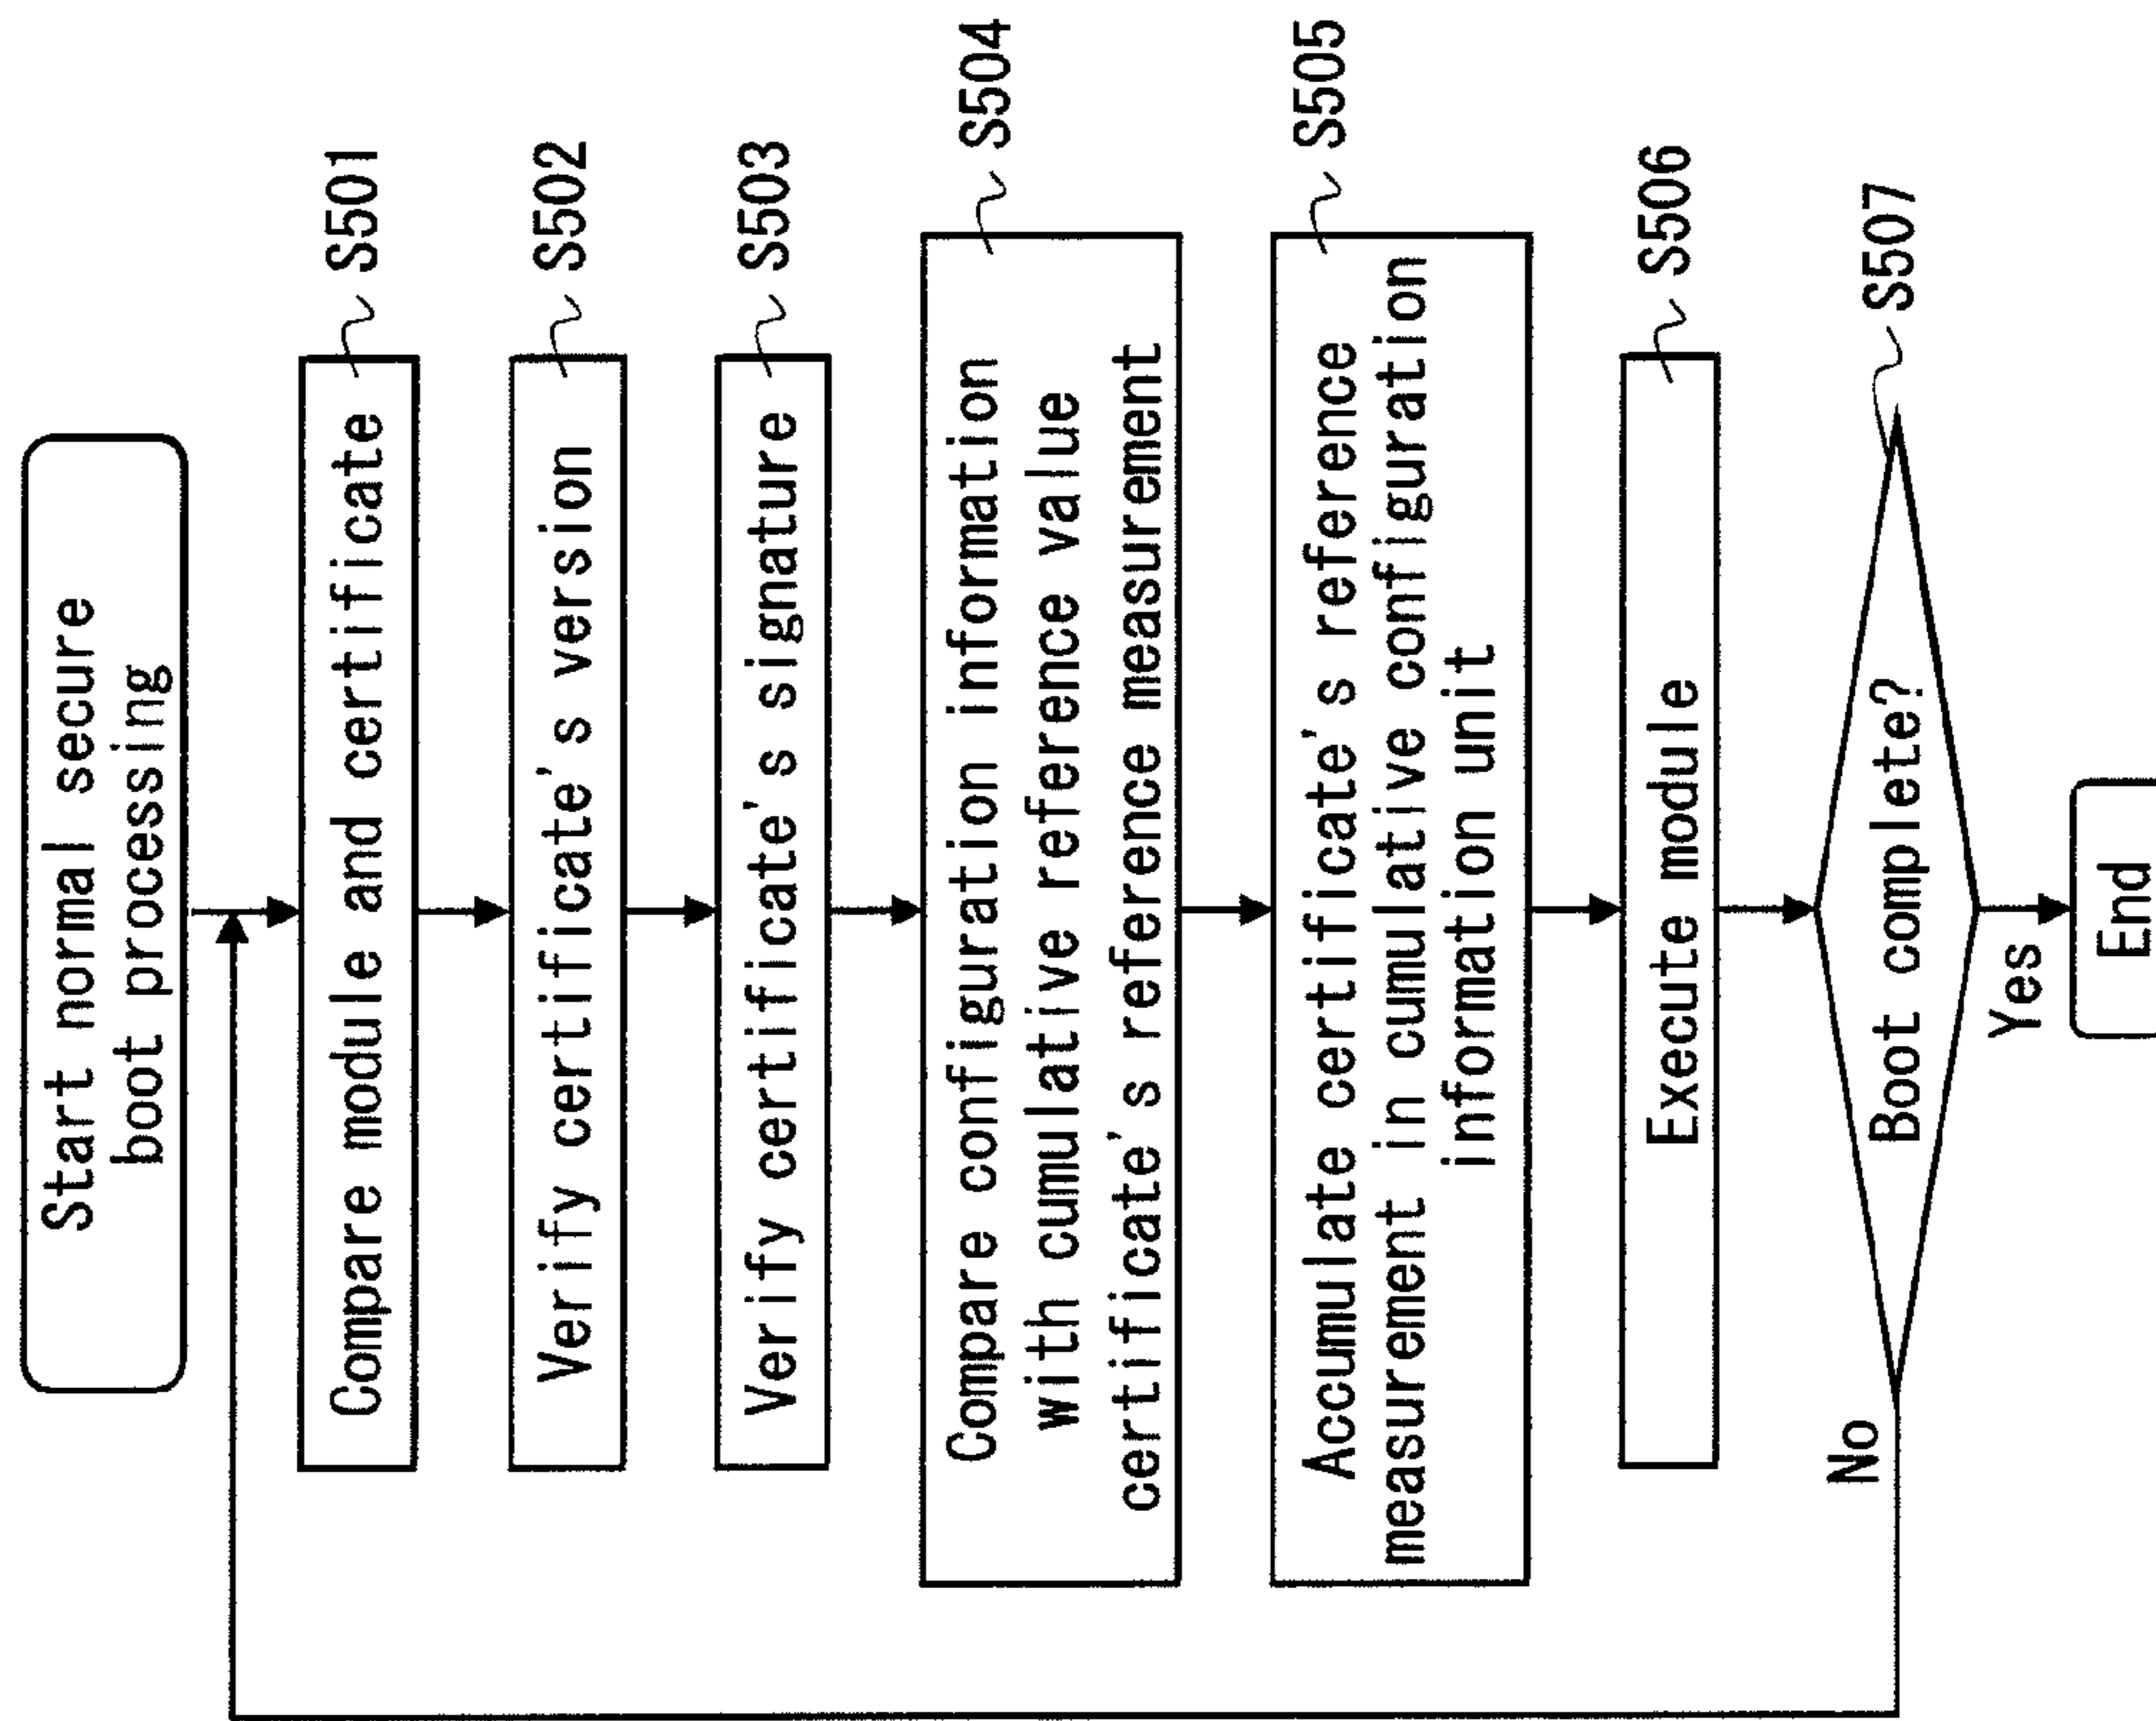 Start normal secure
boot processing
Compare module and certificate
S501
Verify certificate's version
S502
Verify certificate's signature
S503
Compare configuration information
with cumulative reference value
certificate's reference measurement
S504
Accumulate certificate's reference
measurement in cumulative configuration
information unit
S505
Execute module
S506
Boot complete?
S507
No
Yes
End